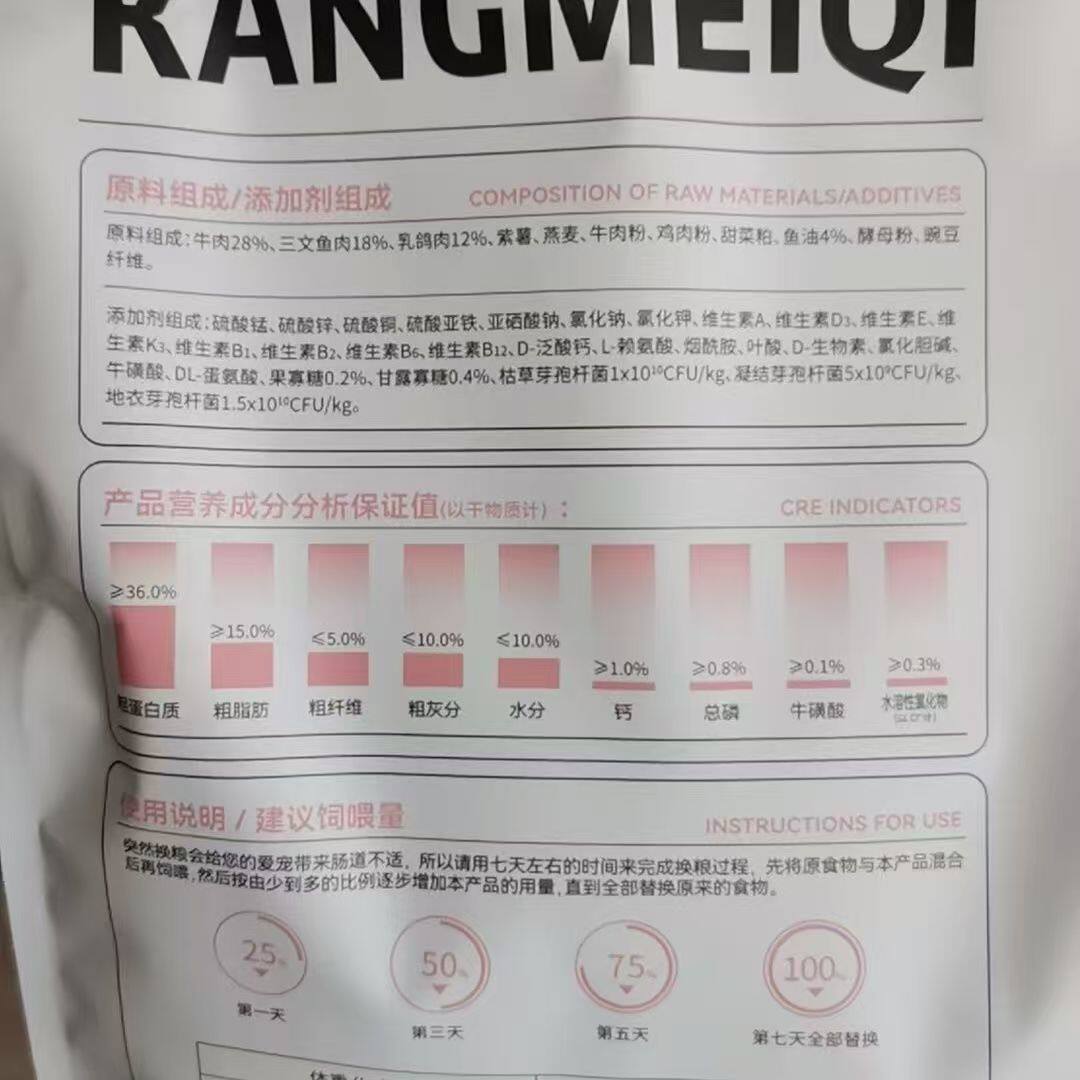 KANGMEIQI
原料组成/添加剂组成 COMPOSITION OF RAW MATERIALS/ADDITIVES
原料组成:牛肉28%、三文鱼肉18%、乳鸽肉12%、紫薯、燕麦、牛肉粉、鸡肉粉、甜菜粕、鱼油4%、酵母粉、豌豆
纤维。
添加剂组成:硫酸锰、硫酸锌、硫酸铜、硫酸亚铁、亚硒酸钠、氯化钠、氯化钾、维生素A、维生素D3、维生素E、维
生素K3、维生素B1、维生素B2、维生素B6、维生素B12、D-泛酸钙、L-赖氨酸、烟酰胺、叶酸、D-生物素、氯化胆碱、
牛磺酸、DL-蛋氨酸、果寡糖0.2%、甘露寡糖0.4%、枯草芽孢杆菌1x10¹⁰CFU/kg、凝结芽孢杆菌5x10⁹CFU/kg、
地衣芽孢杆菌1.5x10¹⁰CFU/kg。
产品营养成分分析保证值(以干物质计): CRE INDICATORS
≥36.0% ≥15.0% ≤5.0% ≤10.0% ≤10.0% ≥1.0% ≥0.8% ≥0.1% ≥0.3%
粗蛋白质 粗脂肪 粗纤维 粗灰分 水分 钙 总磷 牛磺酸 水溶性氯化物
(以Cl⁻计)
使用说明 / 建议饲喂量 INSTRUCTIONS FOR USE
突然换粮会给您的爱宠带来肠道不适，所以请用七天左右的时间来完成换粮过程，先将原食物与本产品混合
后再饲喂,然后按由少到多的比例逐步增加本产品的用量,直到全部替换原来的食物。
25% 50% 75% 100%
第一天 第三天 第五天 第七天全部替换